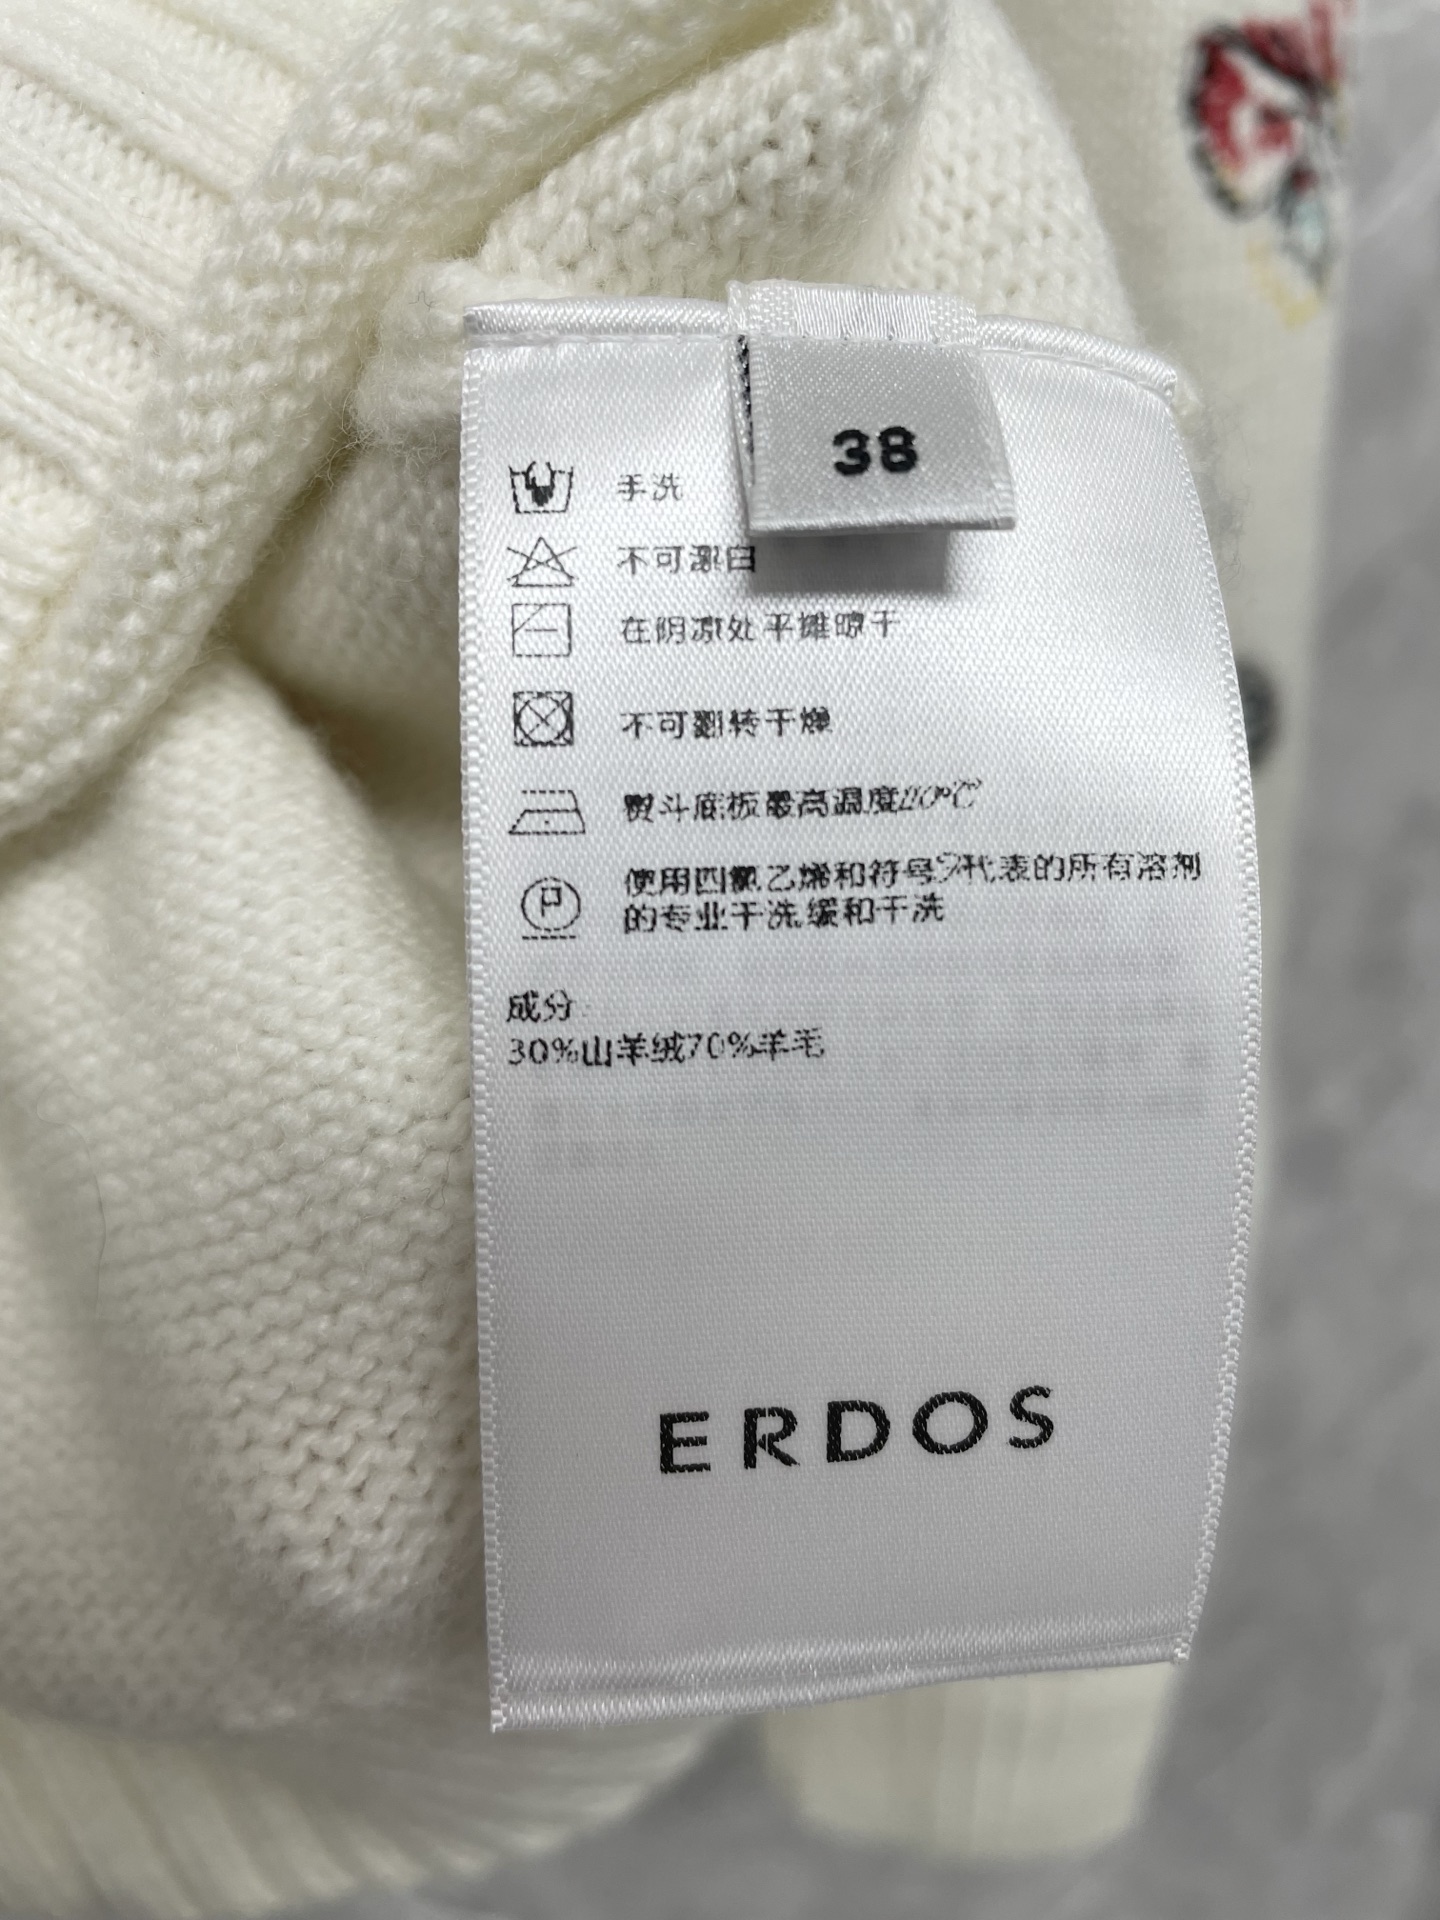 38
手洗
不可漂白
在阴凉处平摊晾干
不可翻转干燥
熨斗底板最高温度110℃
P
使用四氯乙烯和符号F代表的所有溶剂
的专业干洗缓和干洗
成分:
30%山羊绒70%羊毛
ERDOS